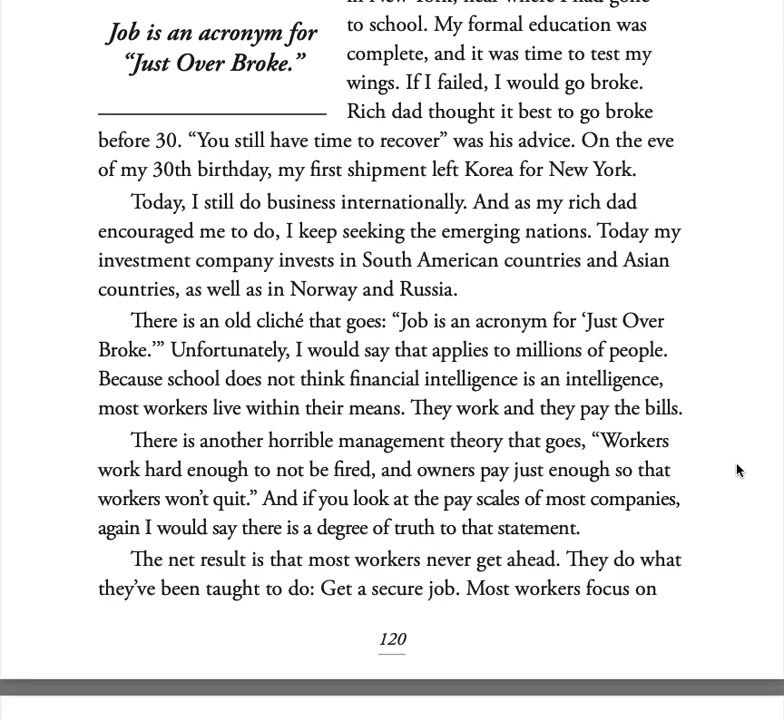 in New York, near where I had gone
Job is an acronym for
“Just Over Broke.”
to school. My formal education was
complete, and it was time to test my
wings. If I failed, I would go broke.
Rich dad thought it best to go broke
before 30. “You still have time to recover” was his advice. On the eve
of my 30th birthday, my first shipment left Korea for New York.
Today, I still do business internationally. And as my rich dad
encouraged me to do, I keep seeking the emerging nations. Today my
investment company invests in South American countries and Asian
countries, as well as in Norway and Russia.
There is an old cliché that goes: “Job is an acronym for ‘Just Over
Broke.’” Unfortunately, I would say that applies to millions of people.
Because school does not think financial intelligence is an intelligence,
most workers live within their means. They work and they pay the bills.
There is another horrible management theory that goes, “Workers
work hard enough to not be fired, and owners pay just enough so that
workers won’t quit.” And if you look at the pay scales of most companies,
again I would say there is a degree of truth to that statement.
The net result is that most workers never get ahead. They do what
they’ve been taught to do: Get a secure job. Most workers focus on
120